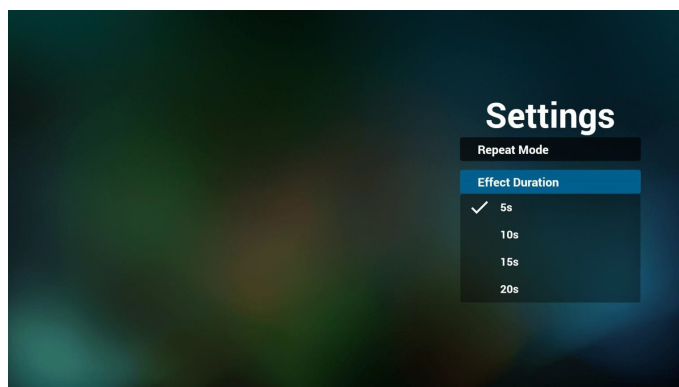 Settings
Repeat Mode
Effect Duration
5s
10s
15s
20s